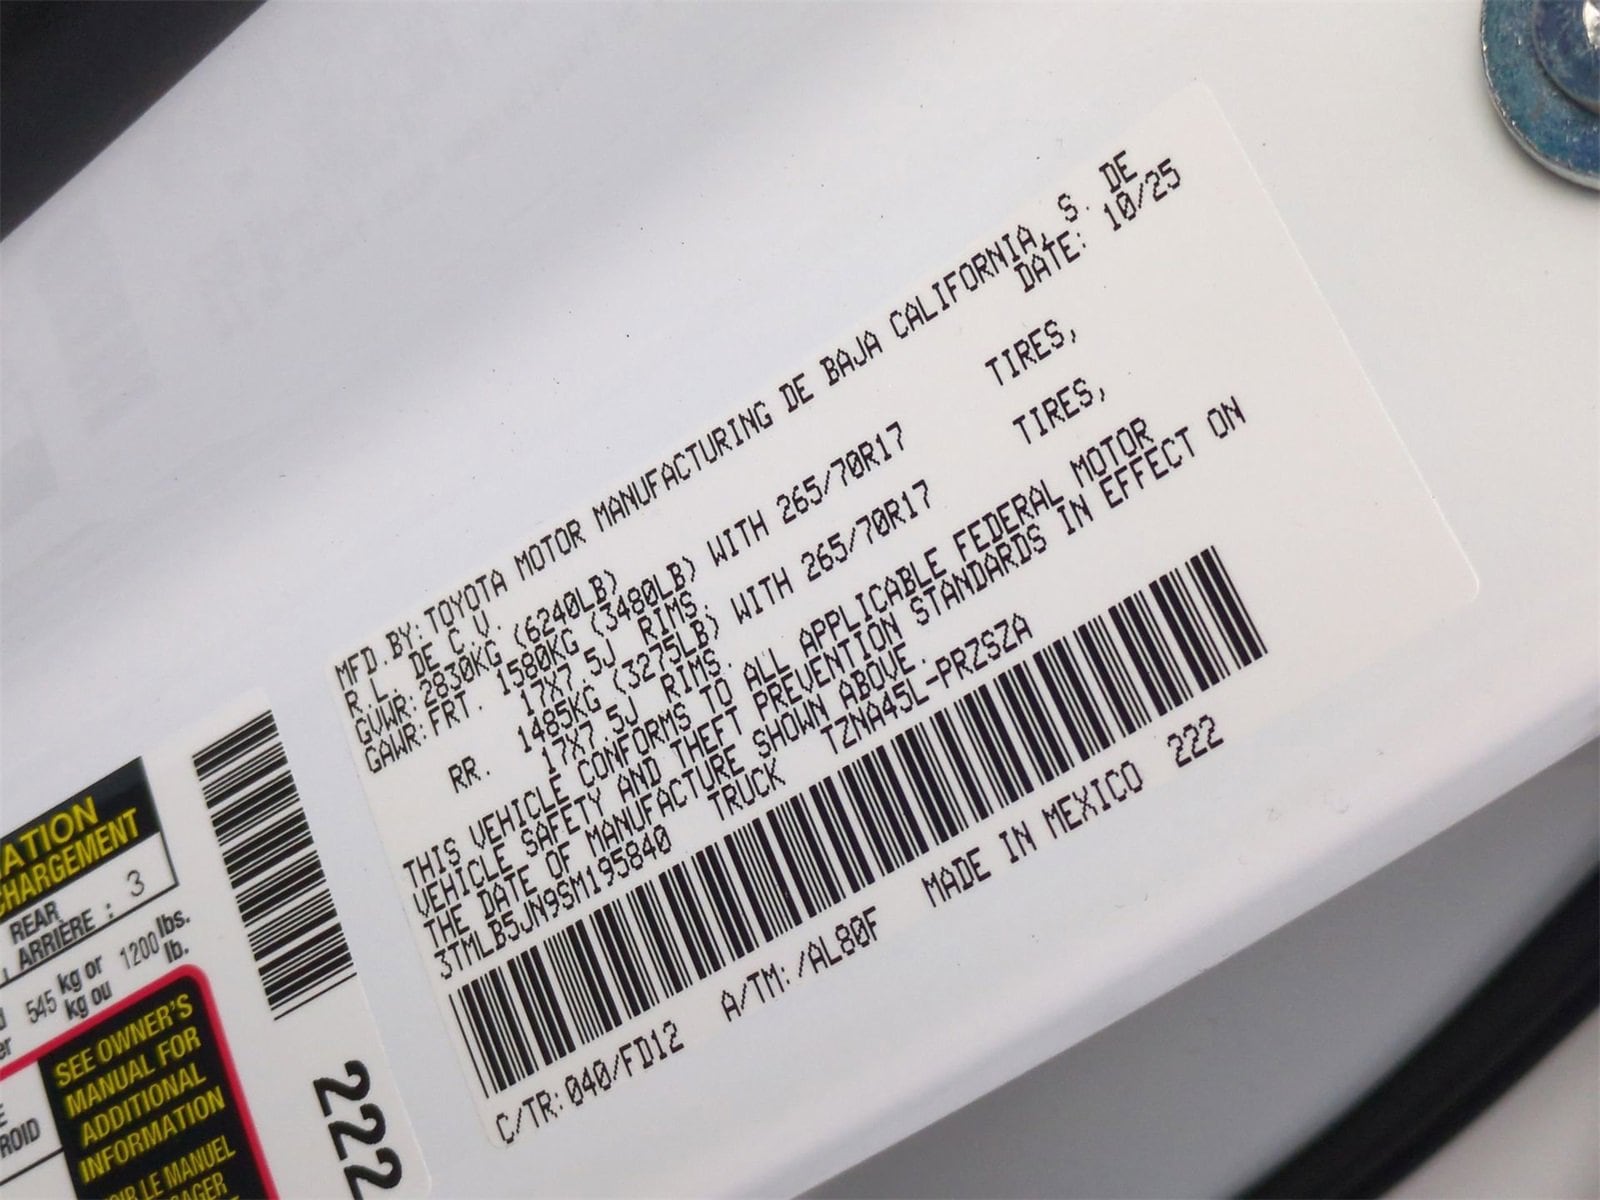 MFD.BY:TOYOTA MOTOR MANUFACTURING DE BAJA CALIFORNIA, S. DE
R.L. DE C.V. DATE: 10/25
GVWR:2830KG (6240LB)
GAWR:FRT. 1580KG (3480LB) WITH 265/70R17 TIRES,
17X7.5J RIMS.
RR. 1485KG (3275LB) WITH 265/70R17 TIRES,
17X7.5J RIMS.
THIS VEHICLE CONFORMS TO ALL APPLICABLE FEDERAL MOTOR
VEHICLE SAFETY AND THEFT PREVENTION STANDARDS IN EFFECT ON
THE DATE OF MANUFACTURE SHOWN ABOVE.
3TMLB5JN9SM195840 TRUCK TZNA45L-PRZSZA
C/TR:040/FD12 A/TM:/AL80F MADE IN MEXICO 222
222
ATION
CHARGEMENT
REAR
ARRIÈRE : 3
545 kg or 1200 lbs.
kg ou lb.
SEE OWNER'S
MANUAL FOR
ADDITIONAL
INFORMATION
LE MANUEL